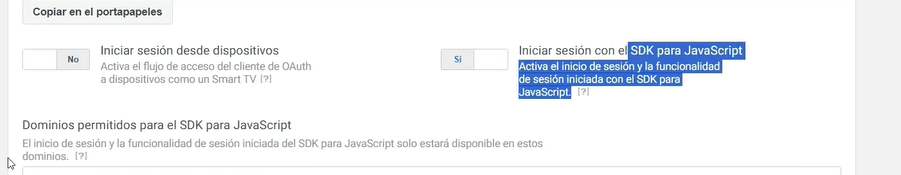 Copiar en el portapapeles
No
Iniciar sesión desde dispositivos
Activa el flujo de acceso del cliente de OAuth
a dispositivos como un Smart TV [?]
Sí
Iniciar sesión con el SDK para JavaScript
Activa el inicio de sesión y la funcionalidad
de sesión iniciada con el SDK para
JavaScript. [?]
Dominios permitidos para el SDK para JavaScript
El inicio de sesión y la funcionalidad de sesión iniciada del SDK para JavaScript solo estará disponible en estos
dominios. [?]